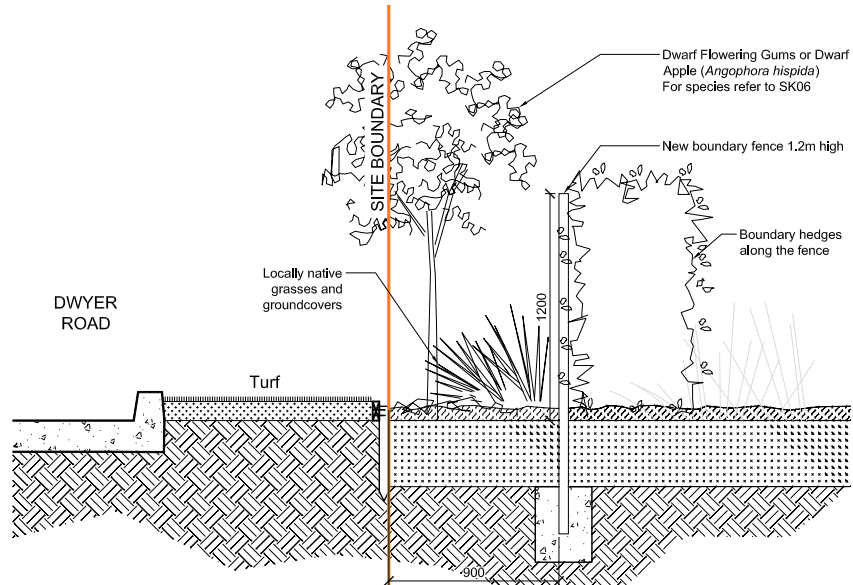 Dwarf Flowering Gums or Dwarf
Apple (Angophora hispida)
For species refer to SK06
SITE BOUNDARY
New boundary fence 1.2m high
Boundary hedges
along the fence
Locally native
grasses and
groundcovers
1200
DWYER
ROAD
Turf
900